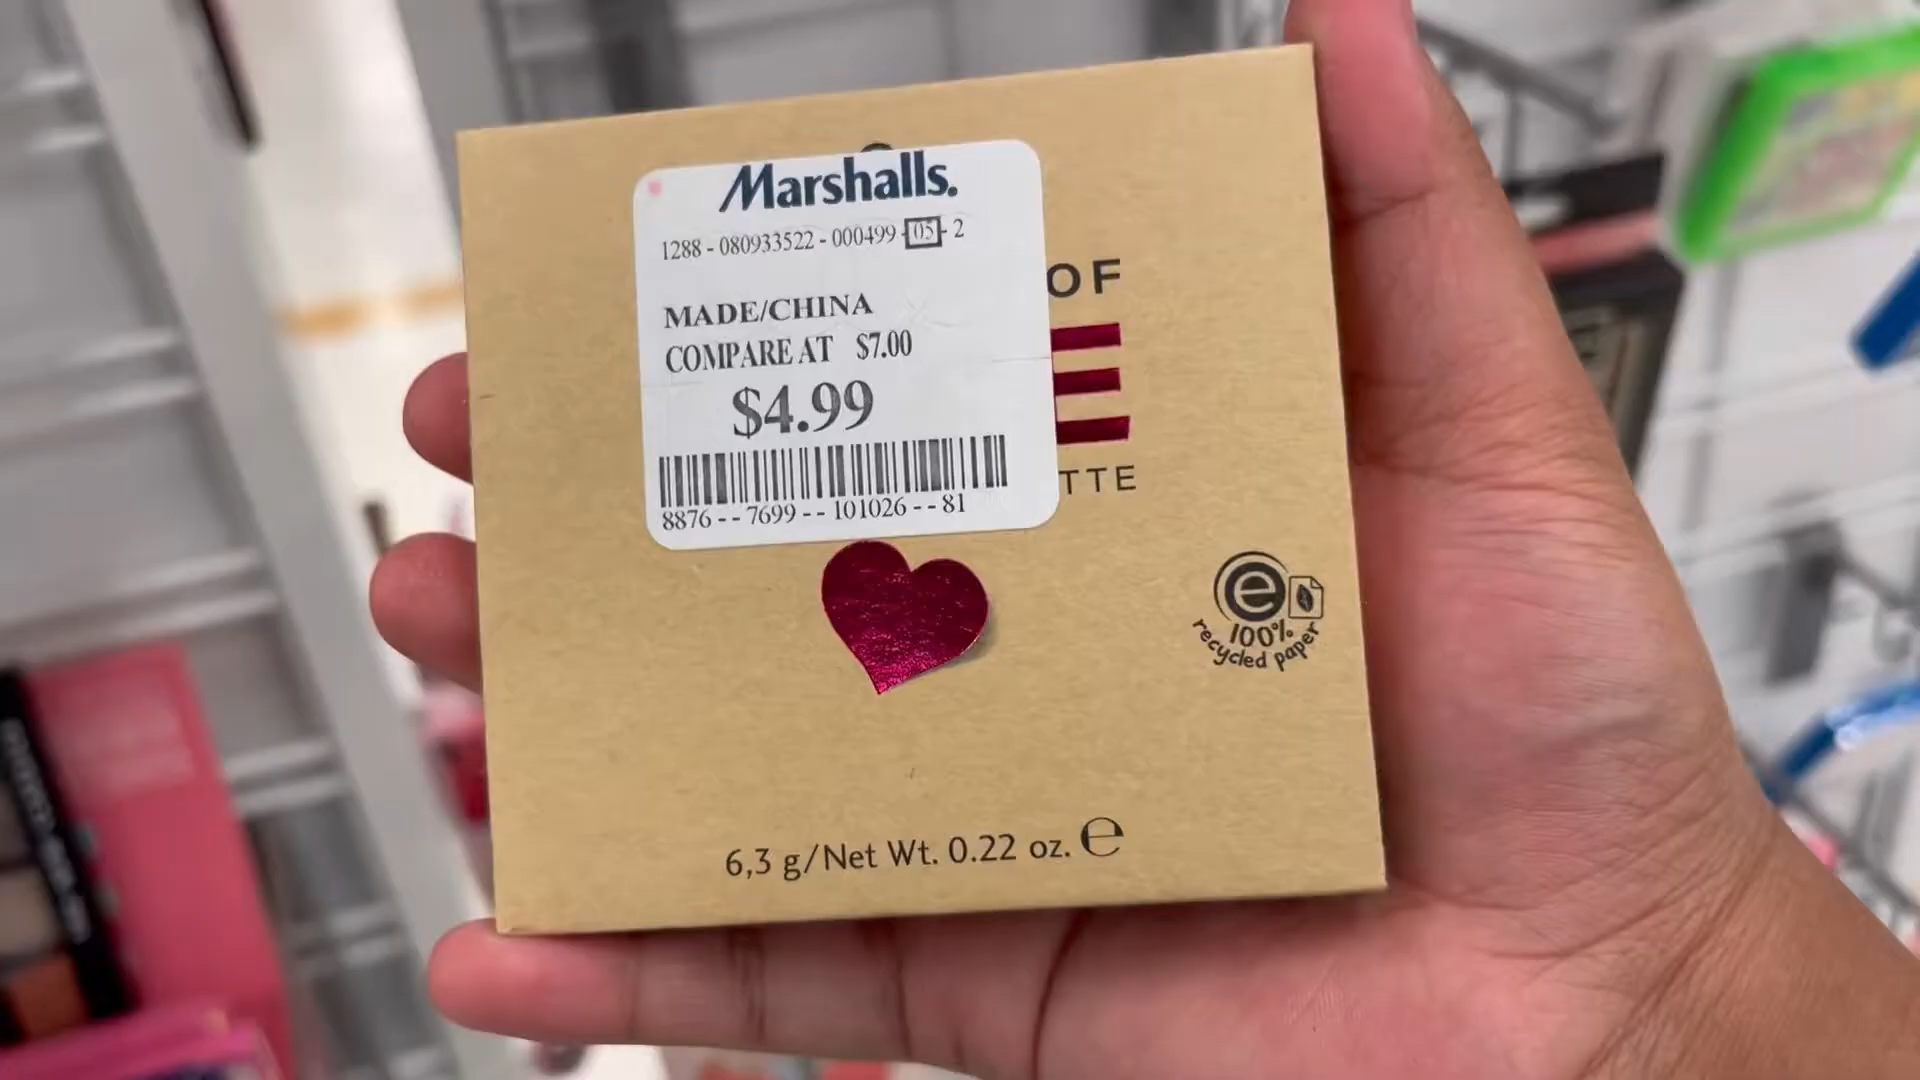 Marshalls.
1288 - 080933522 - 000499 - 05 - 2
MADE/CHINA
COMPARE AT $7.00
$4.99
8876 - - 7699 - - 101026 - - 81
OF
E
TTE
e
100%
recycled paper
6,3 g/Net Wt. 0.22 oz. ℮